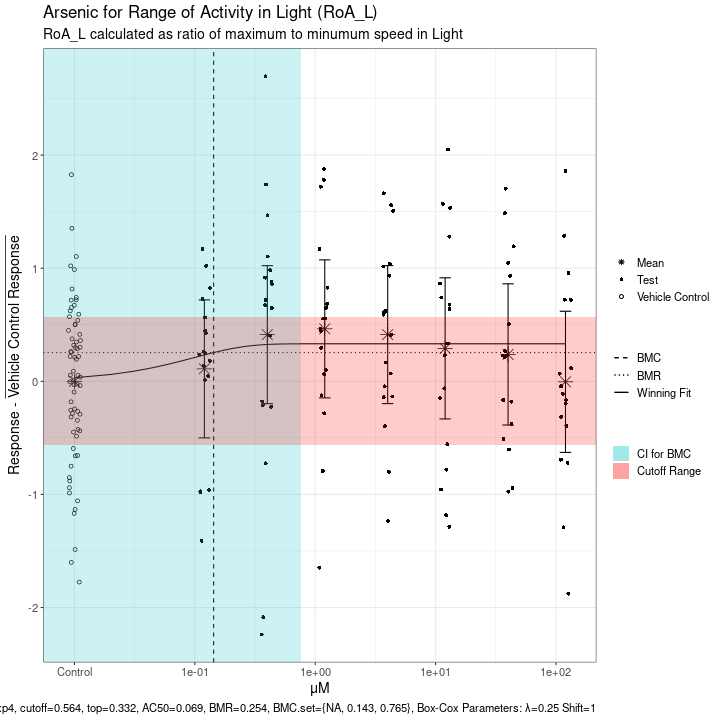 Arsenic for Range of Activity in Light (RoA_L)
RoA_L calculated as ratio of maximum to minumum speed in Light
Response - Vehicle Control Response
2
1
0
-1
-2
Control
1e-01
1e+00
1e+01
1e+02
µM
Mean
Test
Vehicle Control
BMC
BMR
Winning Fit
CI for BMC
Cutoff Range
cutoff=0.564, top=0.332, AC50=0.069, BMR=0.254, BMC.set={NA, 0.143, 0.765}, Box-Cox Parameters: λ=0.25 Shift=1